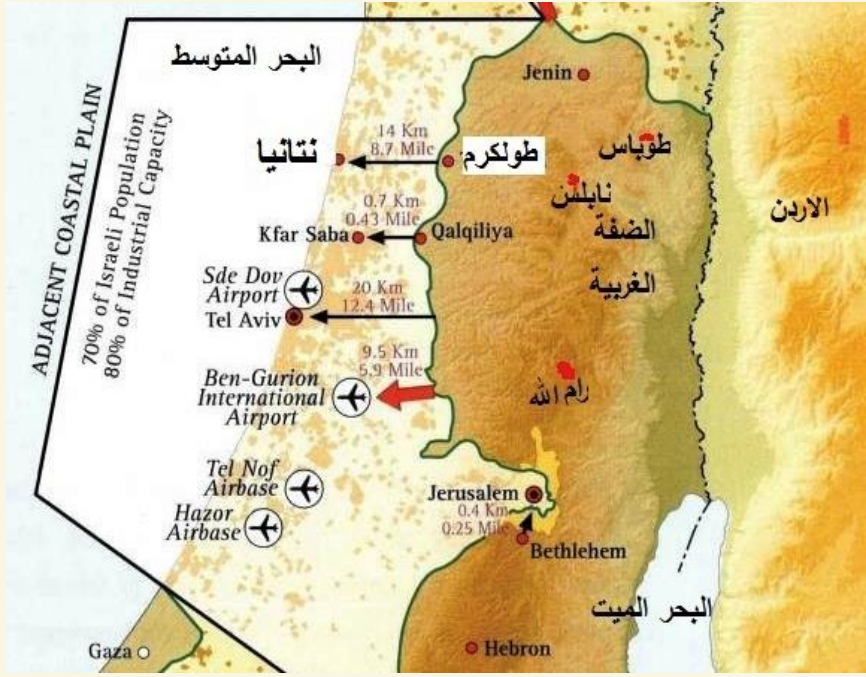 البحر المتوسط
ADJACENT COASTAL PLAIN
70% of Israeli Population
80% of Industrial Capacity
Jenin
14 Km
8.7 Mile
نتانيا
طولكرم
طوباس
نابلس
الضفة
الغربية
الاردن
0.7 Km
0.43 Mile
Kfar Saba
Qalqiliya
Sde Dov
Airport
20 Km
12.4 Mile
Tel Aviv
9.5 Km
5.9 Mile
Ben-Gurion
International
Airport
رام الله
Tel Nof
Airbase
Hazor
Airbase
Jerusalem
0.4 Km
0.25 Mile
Bethlehem
البحر الميت
Gaza
Hebron